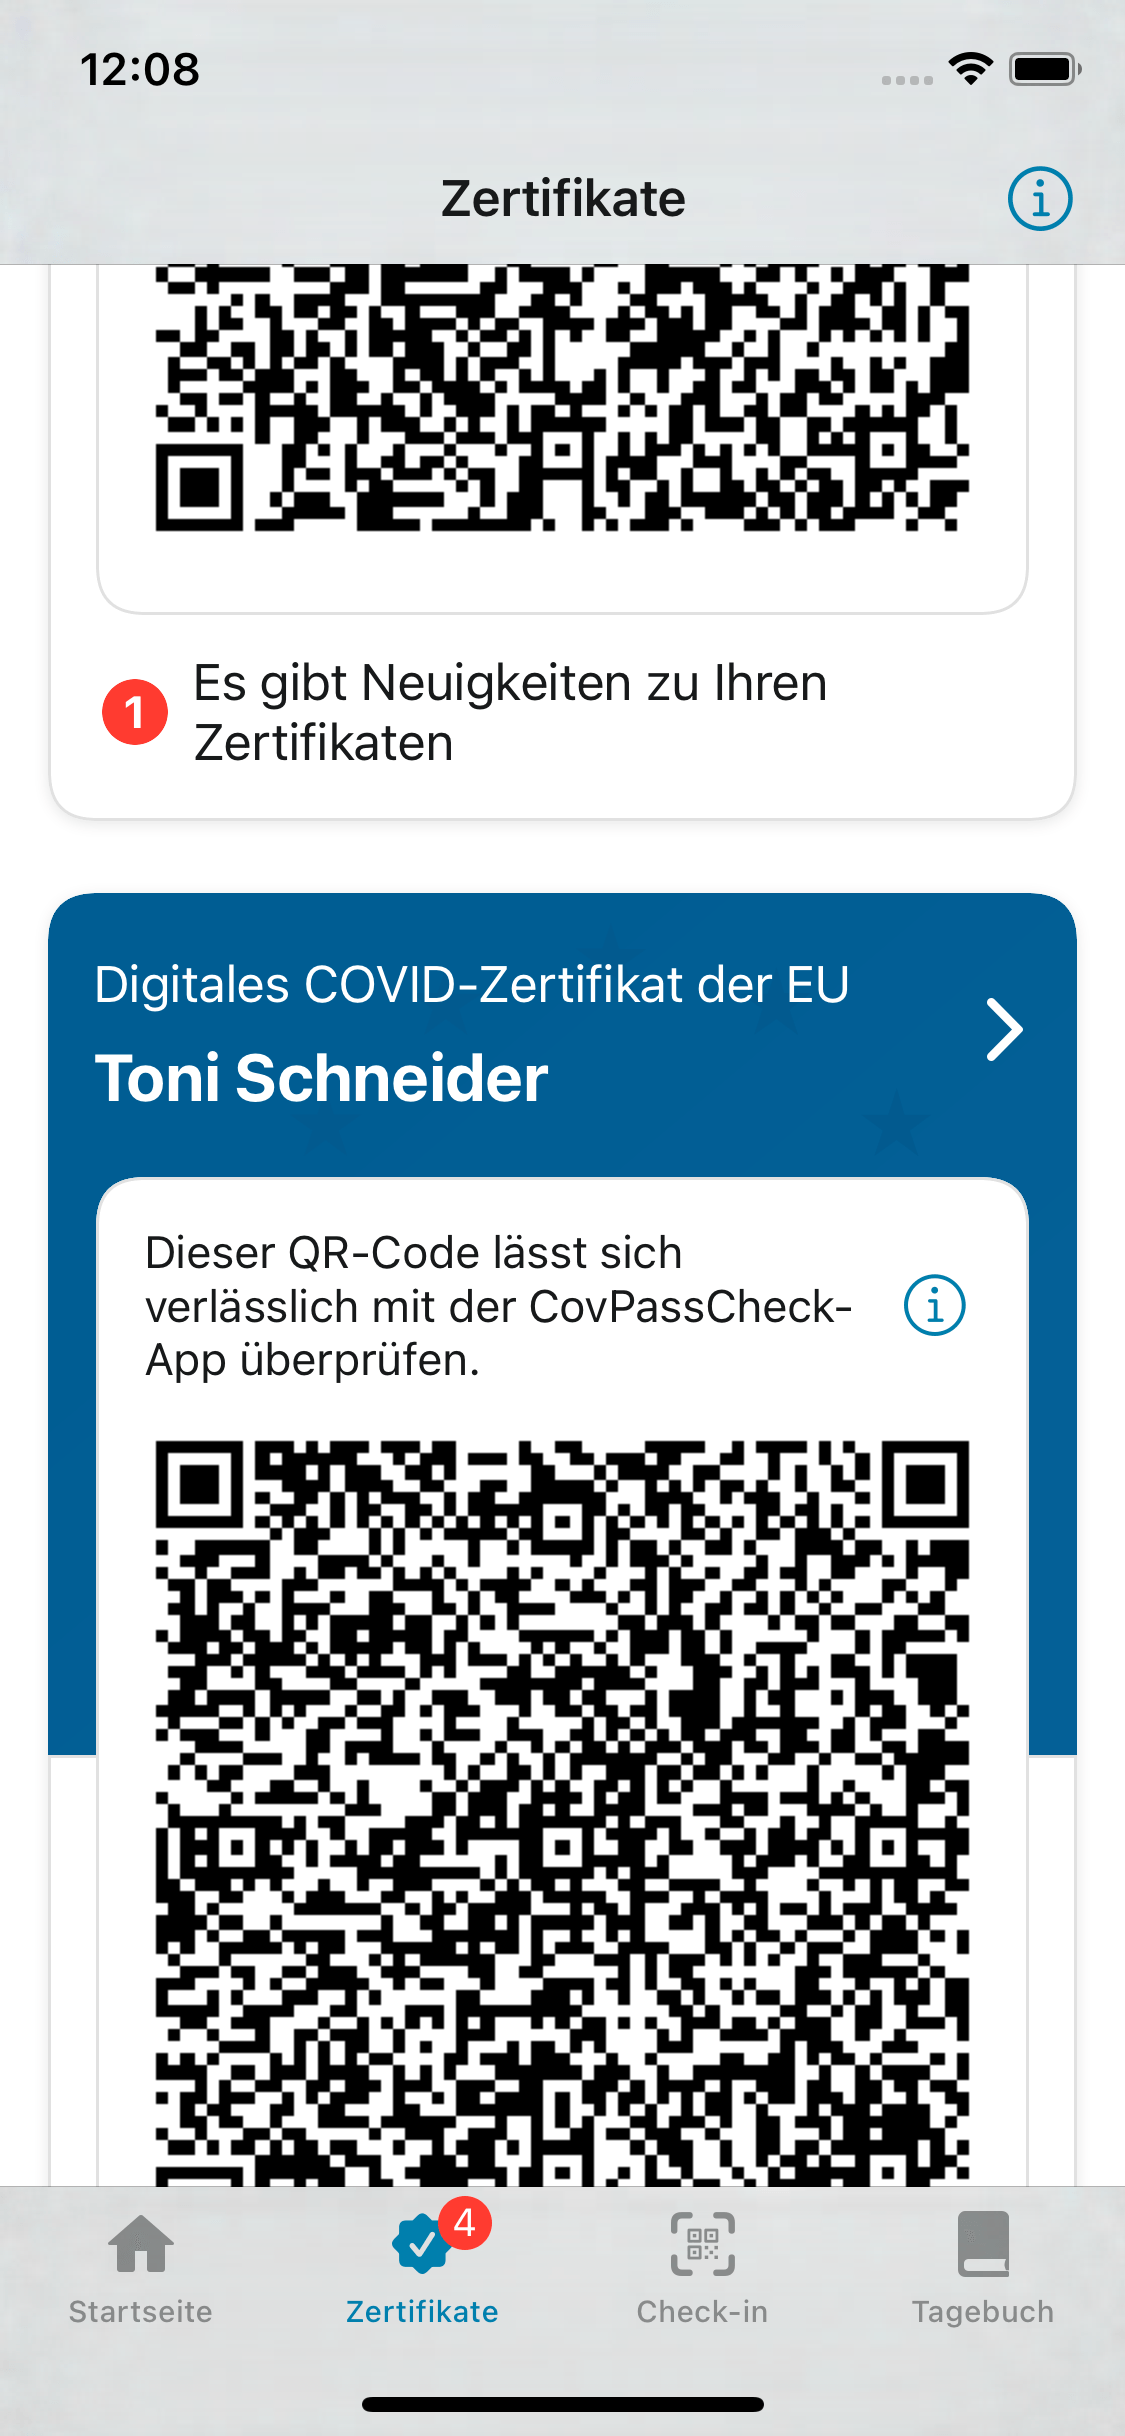 12:08
Zertifikate
1
Es gibt Neuigkeiten zu Ihren
Zertifikaten
Digitales COVID-Zertifikat der EU
Toni Schneider
Dieser QR-Code lässt sich
verlässlich mit der CovPassCheck-
App überprüfen.
4
Startseite
Zertifikate
Check-in
Tagebuch